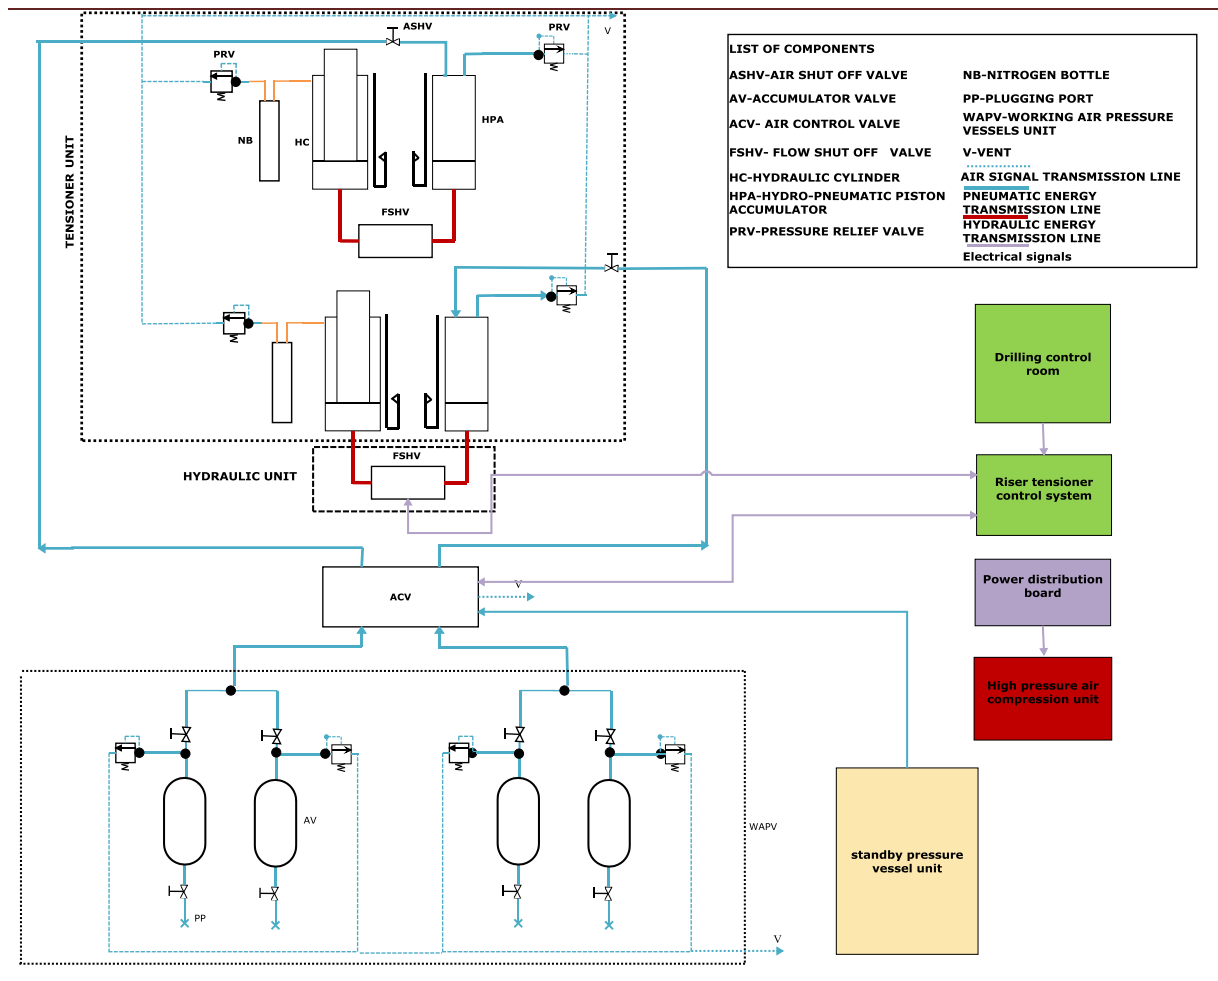 ASHV
PRV
V
PRV
LIST OF COMPONENTS
ASHV-AIR SHUT OFF VALVE
NB-NITROGEN BOTTLE
AV-ACCUMULATOR VALVE
PP-PLUGGING PORT
ACV- AIR CONTROL VALVE
WAPV-WORKING AIR PRESSURE
VESSELS UNIT
FSHV- FLOW SHUT OFF VALVE
V-VENT
HC-HYDRAULIC CYLINDER
AIR SIGNAL TRANSMISSION LINE
HPA-HYDRO-PNEUMATIC PISTON
ACCUMULATOR
PNEUMATIC ENERGY
TRANSMISSION LINE
PRV-PRESSURE RELIEF VALVE
HYDRAULIC ENERGY
TRANSMISSION LINE
Electrical signals
TENSIONER UNIT
NB
HC
HPA
FSHV
FSHV
HYDRAULIC UNIT
Drilling control
room
Riser tensioner
control system
Power distribution
board
High pressure air
compression unit
ACV
V
AV
WAPV
PP
V
standby pressure
vessel unit